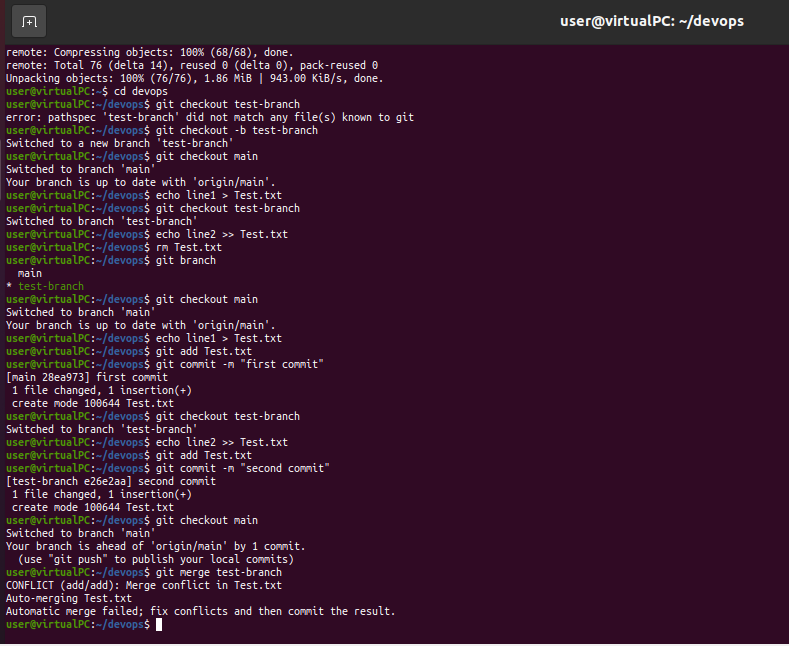 user@virtualPC: ~/devops
remote: Compressing objects: 100% (68/68), done.
remote: Total 76 (delta 14), reused 0 (delta 0), pack-reused 0
Unpacking objects: 100% (76/76), 1.86 MiB | 943.00 KiB/s, done.
user@virtualPC:~$ cd devops
user@virtualPC:~/devops$ git checkout test-branch
error: pathspec 'test-branch' did not match any file(s) known to git
user@virtualPC:~/devops$ git checkout -b test-branch
Switched to a new branch 'test-branch'
user@virtualPC:~/devops$ git checkout main
Switched to branch 'main'
Your branch is up to date with 'origin/main'.
user@virtualPC:~/devops$ echo line1 > Test.txt
user@virtualPC:~/devops$ git checkout test-branch
Switched to branch 'test-branch'
user@virtualPC:~/devops$ echo line2 >> Test.txt
user@virtualPC:~/devops$ rm Test.txt
user@virtualPC:~/devops$ git branch
  main
* test-branch
user@virtualPC:~/devops$ git checkout main
Switched to branch 'main'
Your branch is up to date with 'origin/main'.
user@virtualPC:~/devops$ echo line1 > Test.txt
user@virtualPC:~/devops$ git add Test.txt
user@virtualPC:~/devops$ git commit -m "first commit"
[main 28ea973] first commit
 1 file changed, 1 insertion(+)
 create mode 100644 Test.txt
user@virtualPC:~/devops$ git checkout test-branch
Switched to branch 'test-branch'
user@virtualPC:~/devops$ echo line2 >> Test.txt
user@virtualPC:~/devops$ git add Test.txt
user@virtualPC:~/devops$ git commit -m "second commit"
[test-branch e26e2aa] second commit
 1 file changed, 1 insertion(+)
 create mode 100644 Test.txt
user@virtualPC:~/devops$ git checkout main
Switched to branch 'main'
Your branch is ahead of 'origin/main' by 1 commit.
  (use "git push" to publish your local commits)
user@virtualPC:~/devops$ git merge test-branch
CONFLICT (add/add): Merge conflict in Test.txt
Auto-merging Test.txt
Automatic merge failed; fix conflicts and then commit the result.
user@virtualPC:~/devops$